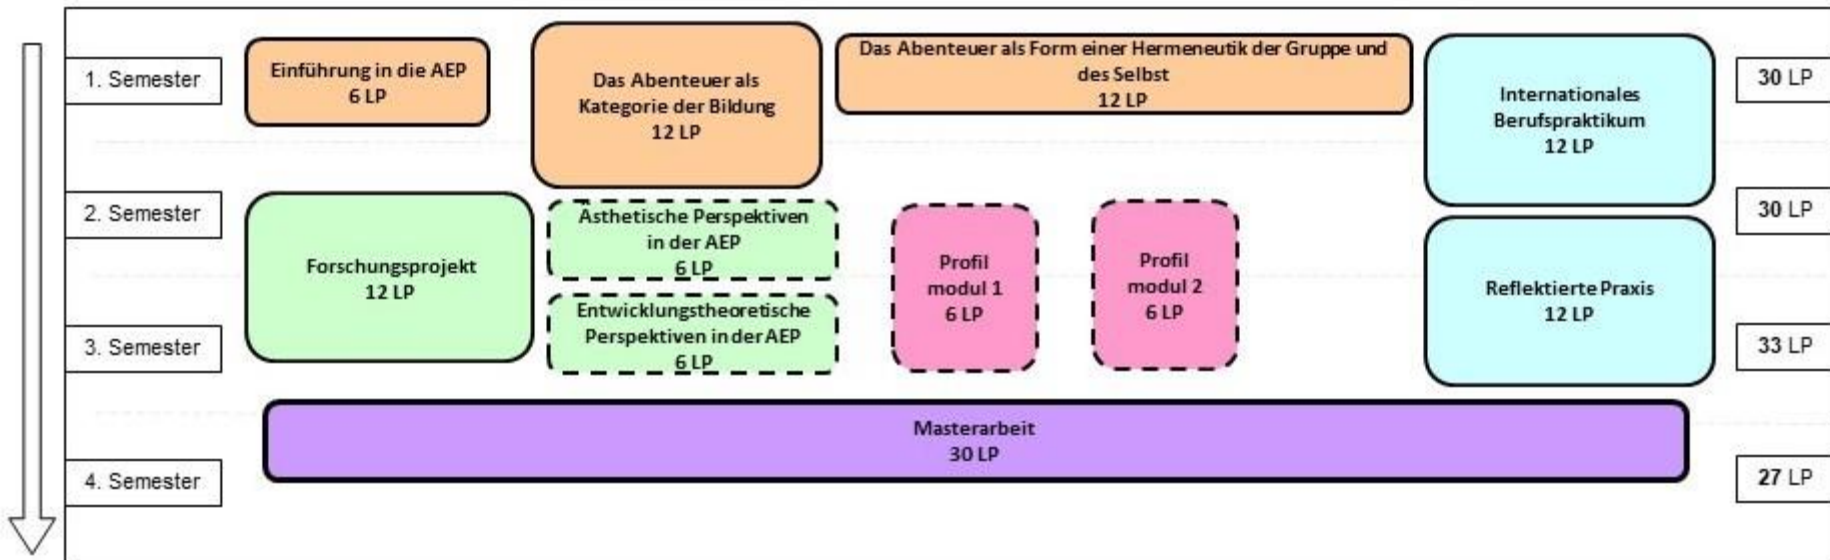 1. Semester
Einführung in die AEP
6 LP
Das Abenteuer als
Kategorie der Bildung
12 LP
Das Abenteuer als Form einer Hermeneutik der Gruppe und
des Selbst
12 LP
Internationales
Berufspraktikum
12 LP
30 LP
2. Semester
Forschungsprojekt
12 LP
Ästhetische Perspektiven
in der AEP
6 LP
Entwicklungstheoretische
Perspektiven in der AEP
6 LP
Profil
modul 1
6 LP
Profil
modul 2
6 LP
Reflektierte Praxis
12 LP
30 LP
3. Semester
33 LP
Masterarbeit
30 LP
4. Semester
27 LP